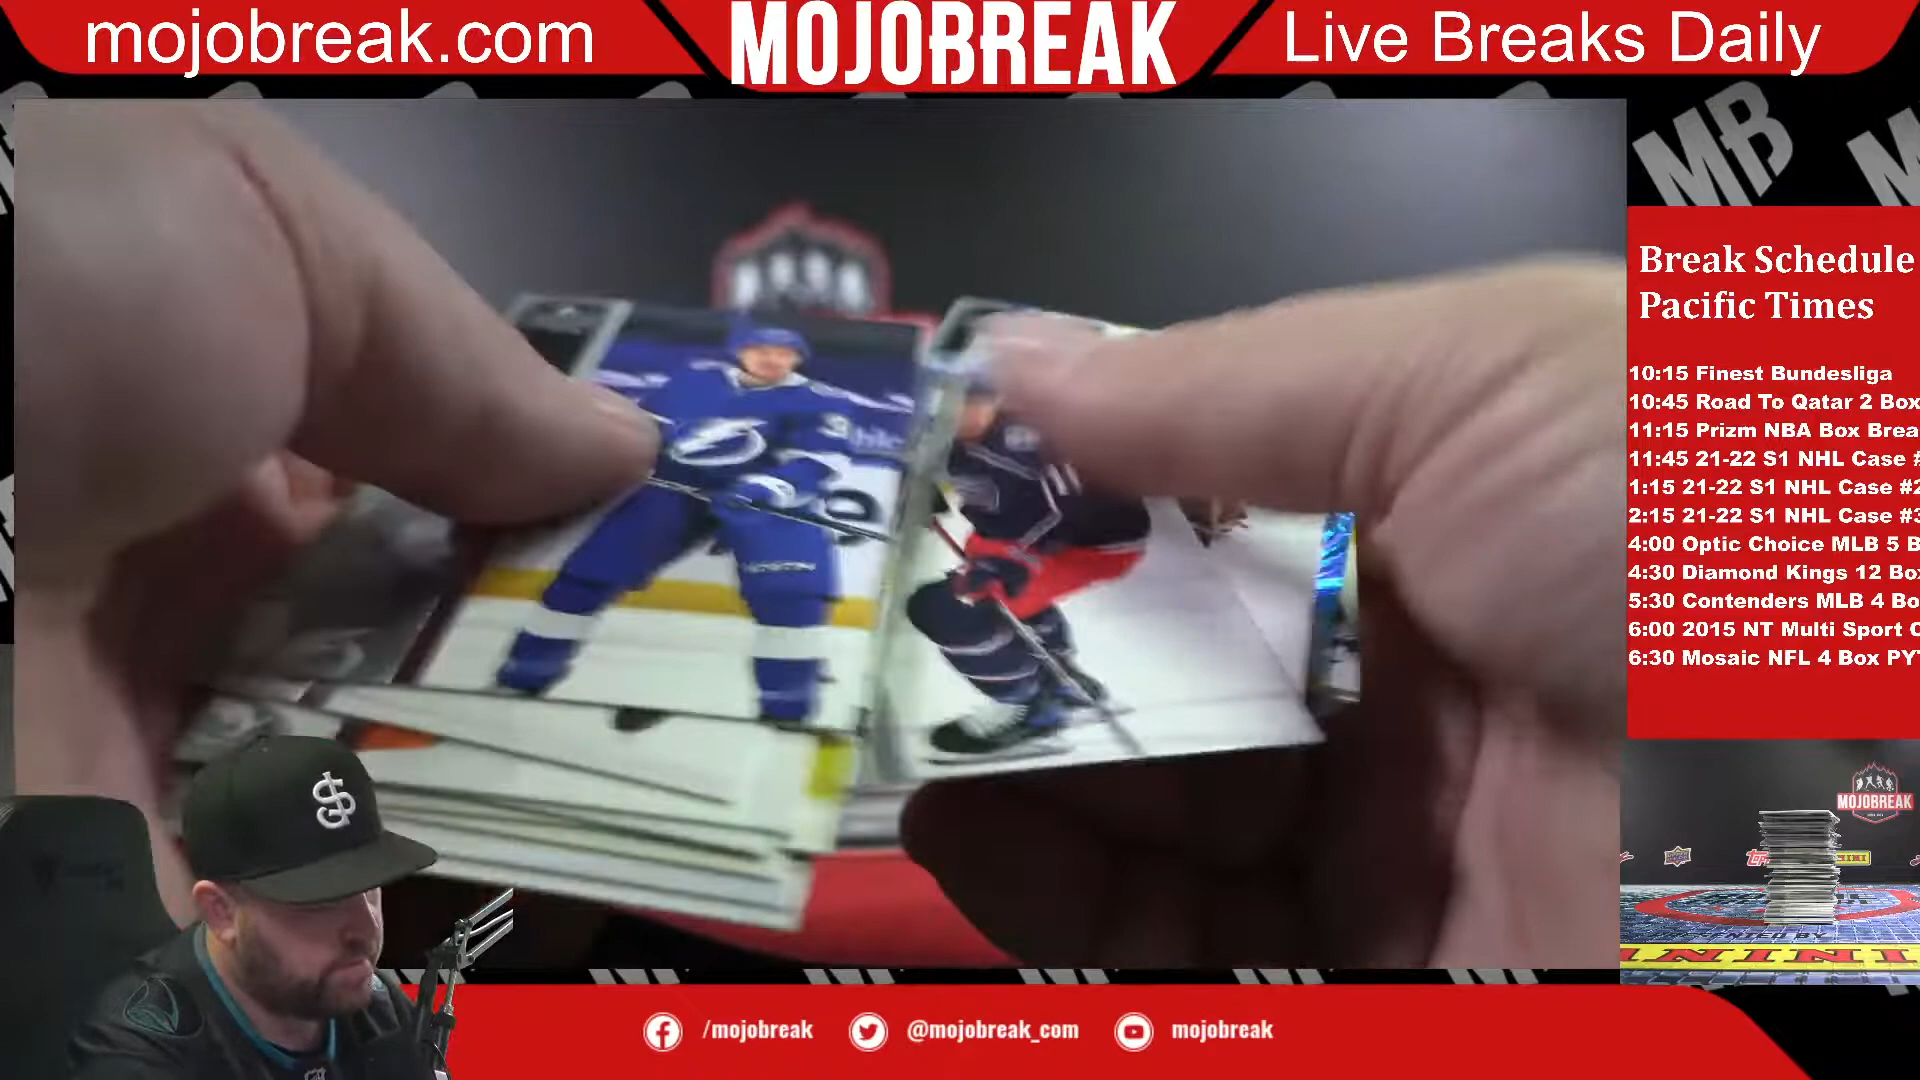 mojobreak.com
MOJOBREAK
Live Breaks Daily
MB
Break Schedule
Pacific Times
10:15 Finest Bundesliga
10:45 Road To Qatar 2 Box
11:15 Prizm NBA Box Brea
11:45 21-22 S1 NHL Case #
1:15 21-22 S1 NHL Case #2
2:15 21-22 S1 NHL Case #3
4:00 Optic Choice MLB 5 B
4:30 Diamond Kings 12 Box
5:30 Contenders MLB 4 Bo
6:00 2015 NT Multi Sport C
6:30 Mosaic NFL 4 Box PYT
MOJOBREAK
/mojobreak
@mojobreak_com
mojobreak